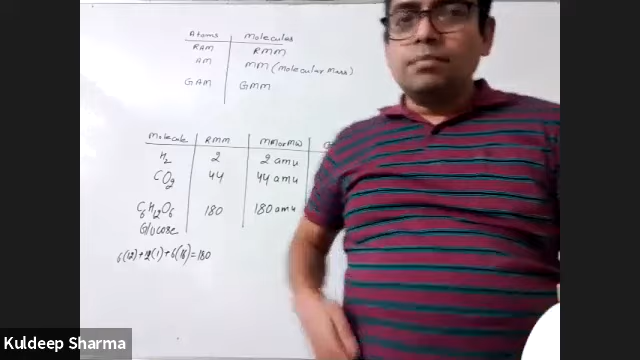 Atoms Molecules
RAM RMM
AM MM (Molecular Mass)
GAM GMM
Molecule RMM MM or MW G
H2 2 2 amu
CO2 44 44 amu
C6H12O6 180 180 amu
Glucose
6(12)+12(1)+6(16)=180
Kuldeep Sharma